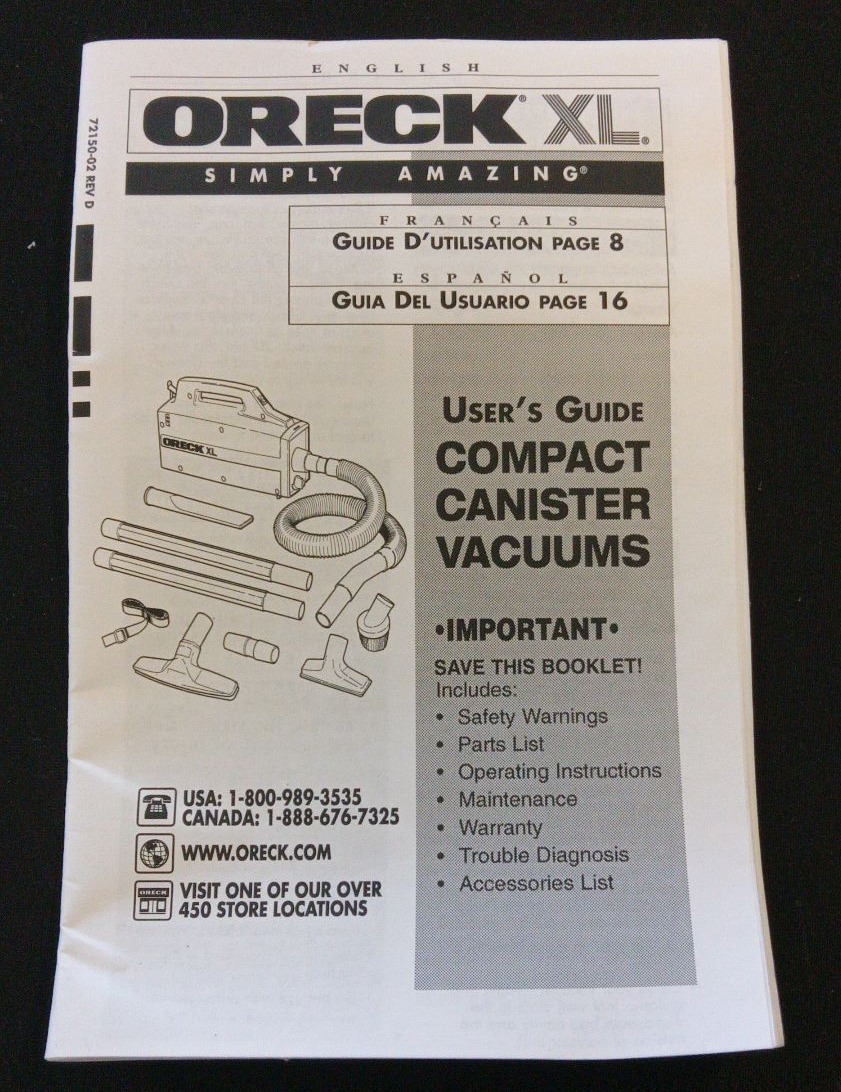 ENGLISH
ORECK® XL®
SIMPLY AMAZING®
72150-02 REV D
FRANÇAIS
GUIDE D'UTILISATION PAGE 8
ESPAÑOL
GUIA DEL USUARIO PAGE 16
ORECK XL
USER'S GUIDE
COMPACT
CANISTER
VACUUMS
•IMPORTANT•
SAVE THIS BOOKLET!
Includes:
• Safety Warnings
• Parts List
• Operating Instructions
• Maintenance
• Warranty
• Trouble Diagnosis
• Accessories List
USA: 1-800-989-3535
CANADA: 1-888-676-7325
WWW.ORECK.COM
ORECK
VISIT ONE OF OUR OVER
450 STORE LOCATIONS